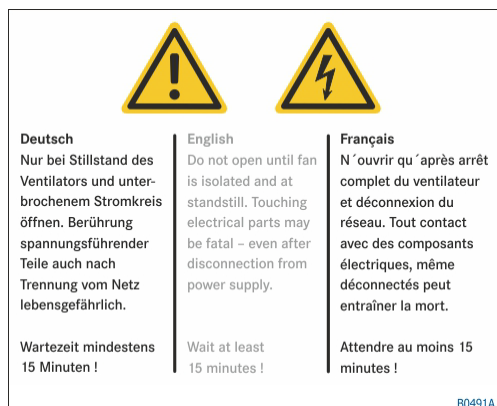 Deutsch
Nur bei Stillstand des
Ventilators und unter-
brochenem Stromkreis
öffnen. Berührung
spannungsführender
Teile auch nach
Trennung vom Netz
lebensgefährlich.
Wartezeit mindestens
15 Minuten !
English
Do not open until fan
is isolated and at
standstill. Touching
electrical parts may
be fatal – even after
disconnection from
power supply.
Wait at least
15 minutes !
Français
N´ouvrir qu´après arrêt
complet du ventilateur
et déconnexion du
réseau. Tout contact
avec des composants
électriques, même
déconnectés peut
entraîner la mort.
Attendre au moins 15
minutes !
B0491A